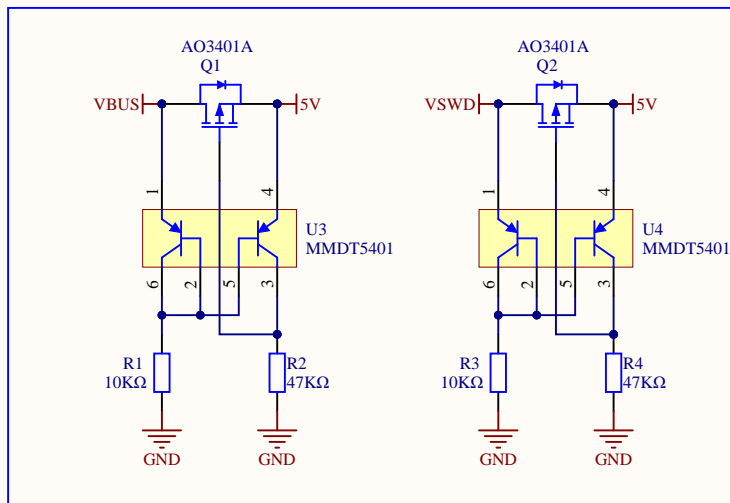 AO3401A
Q1
VBUS
5V
1
4
U3
MMDT5401
6
2
5
3
R1
10KΩ
R2
47KΩ
GND
GND
AO3401A
Q2
VSWD
5V
1
4
U4
MMDT5401
6
2
5
3
R3
10KΩ
R4
47KΩ
GND
GND